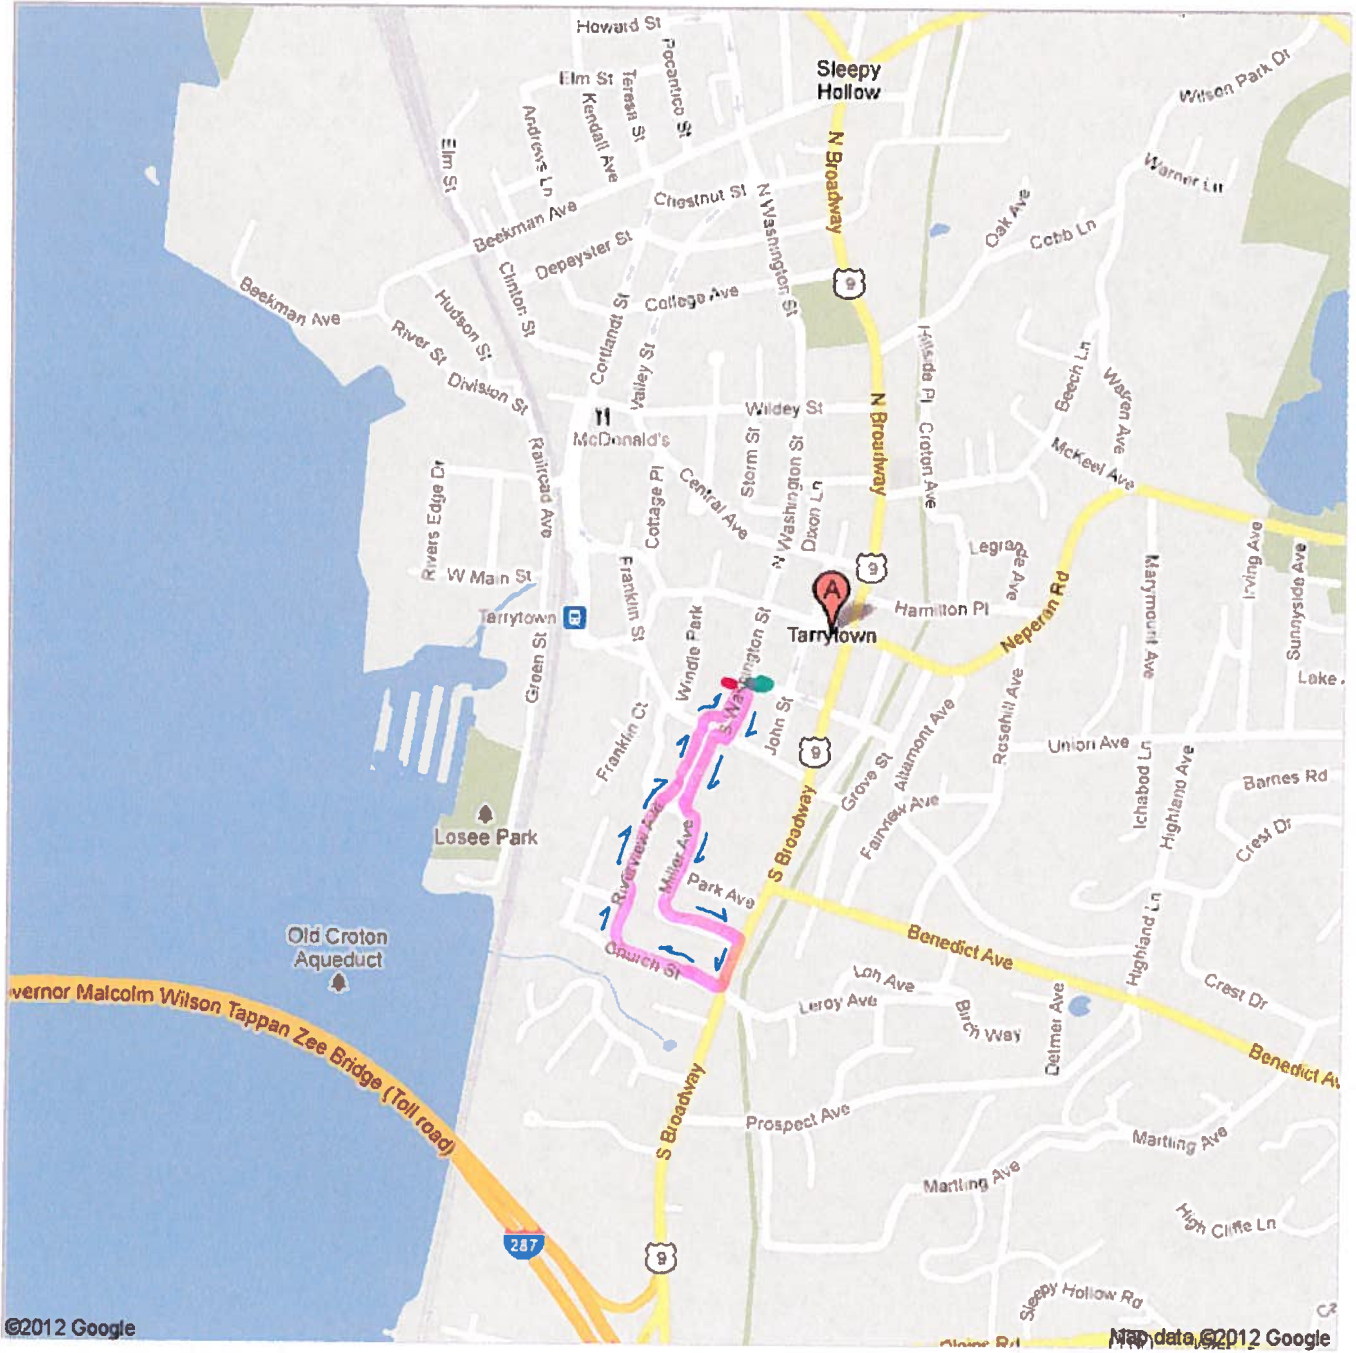 Howard St
Pocantico St
Sleepy
Hollow
Elm St
Teresa St
Kendall Ave
Andrews Ln
Wilson Park Dr
Elm St
N Broadway
Warner Ln
Chestnut St
N Washington St
Beekman Ave
Oak Ave
Cobb Ln
Depeyster St
9
Beekman Ave
Clinton St
College Ave
Hudson St
River St
Cortlandt St
Valley St
Hillside Pl
Division St
Beech Ln
Warren Ave
Wildey St
N Broadway
McDonald's
Storm St
N Washington St
Croton Ave
McKeel Ave
Railroad Ave
Rivers Edge Dr
Cottage Pl
Central Ave
Dixon Ln
Legrande Ave
Irving Ave
Sunnyside Ave
Marymount Ave
9
W Main St
Franklin St
A
Hamilton Pl
Neperan Rd
Tarrytown
Tarrytown
Windle Park
S Washington St
Green St
Lake
Franklin Ct
John St
9
Altamont Ave
Rosehill Ave
Union Ave
Ichabod Ln
Highland Ave
Barnes Rd
Grove St
Fairview Ave
Crest Dr
Losee Park
Riverview Ave
Miller Ave
S Broadway
Park Ave
Highland Ln
Old Croton
Aqueduct
Church St
Benedict Ave
Loh Ave
Leroy Ave
Birch Way
Detmer Ave
Crest Dr
vernor Malcolm Wilson Tappan Zee Bridge (Toll road)
Benedict Av
S Broadway
Prospect Ave
Martling Ave
Martling Ave
High Cliffe Ln
287
9
Sleepy Hollow Rd
©2012 Google
Map data ©2012 Google